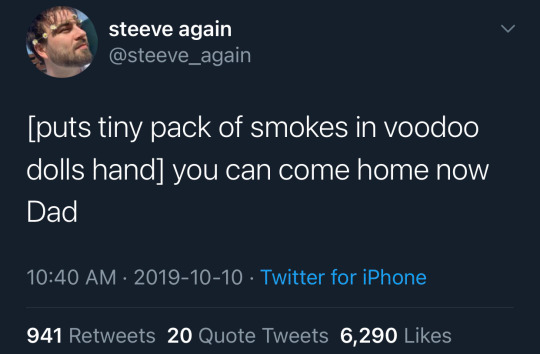 steeve again
@steeve_again
[puts tiny pack of smokes in voodoo
dolls hand] you can come home now
Dad
10:40 AM · 2019-10-10 · Twitter for iPhone
941 Retweets 20 Quote Tweets 6,290 Likes